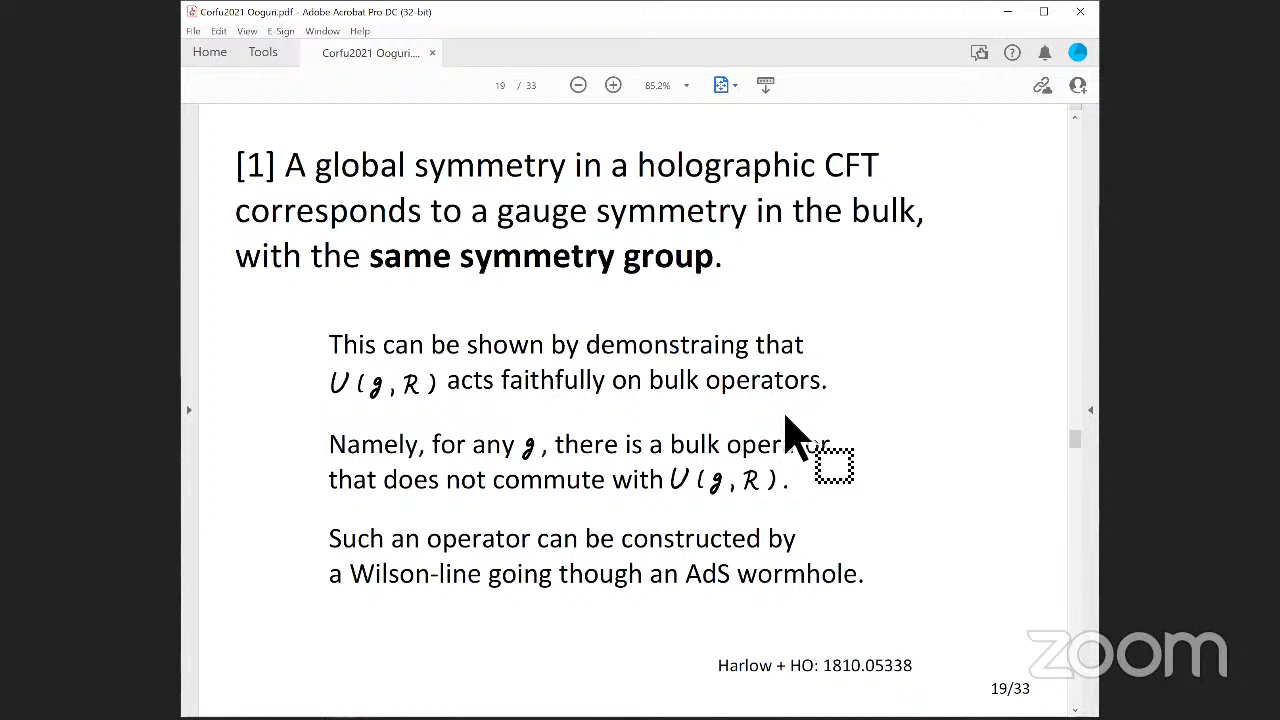 Corfu2021 Ooguri.pdf - Adobe Acrobat Pro DC (32-bit)
File Edit View E-Sign Window Help
Home Tools Corfu2021 Ooguri.... ×
19 / 33 85.2%
[1] A global symmetry in a holographic CFT
corresponds to a gauge symmetry in the bulk,
with the same symmetry group.
This can be shown by demonstraing that
U(g, R) acts faithfully on bulk operators.
Namely, for any g, there is a bulk operator
that does not commute with U(g, R).
Such an operator can be constructed by
a Wilson-line going though an AdS wormhole.
Harlow + HO: 1810.05338
19/33
zoom